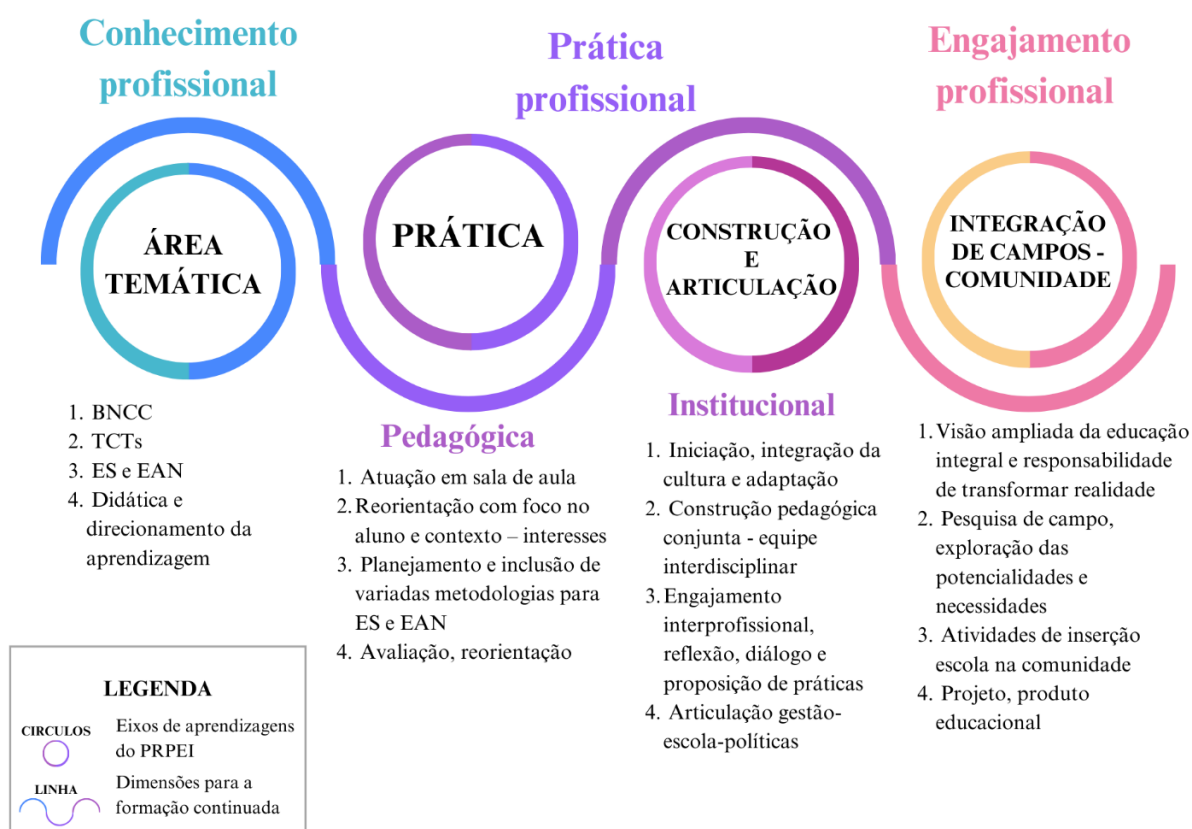 Conhecimento
profissional
ÁREA
TEMÁTICA
1. BNCC
2. TCTs
3. ES e EAN
4. Didática e
direcionamento da
aprendizagem
Prática
profissional
PRÁTICA
Pedagógica
1. Atuação em sala de aula
2. Reorientação com foco no
aluno e contexto – interesses
3. Planejamento e inclusão de
variadas metodologias para
ES e EAN
4. Avaliação, reorientação
CONSTRUÇÃO
E
ARTICULAÇÃO
Institucional
1. Iniciação, integração da
cultura e adaptação
2. Construção pedagógica
conjunta - equipe
interdisciplinar
3. Engajamento
interprofissional,
reflexão, diálogo e
proposição de práticas
4. Articulação gestão-
escola-políticas
Engajamento
profissional
INTEGRAÇÃO
DE CAMPOS -
COMUNIDADE
1. Visão ampliada da educação
integral e responsabilidade
de transformar realidade
2. Pesquisa de campo,
exploração das
potencialidades e
necessidades
3. Atividades de inserção
escola na comunidade
4. Projeto, produto
educacional
LEGENDA
CIRCULOS
Eixos de aprendizagens
do PRPEI
LINHA
Dimensões para a
formação continuada